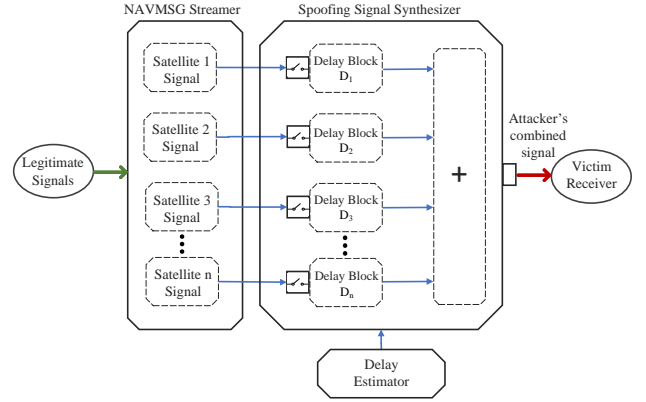 NAVMSG Streamer
Spoofing Signal Synthesizer
Legitimate
Signals
Satellite 1
Signal
Satellite 2
Signal
Satellite 3
Signal
Satellite n
Signal
Delay Block
D₁
Delay Block
D₂
Delay Block
D₃
Delay Block
Dₙ
+
Attacker's
combined
signal
Victim
Receiver
Delay
Estimator